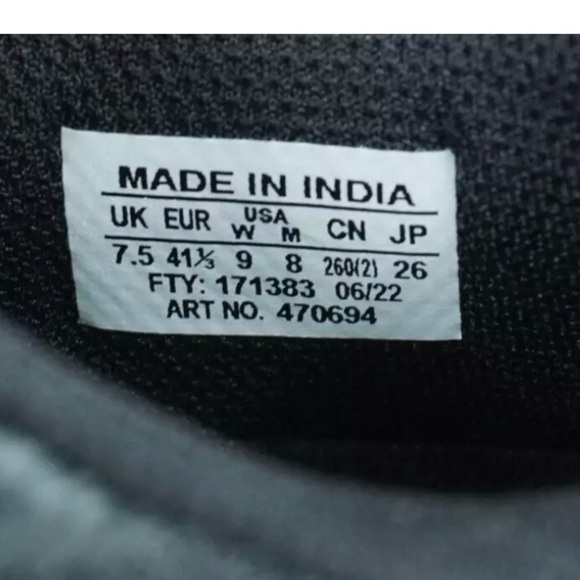 MADE IN INDIA
UK EUR USA W M CN JP
7.5 41⅓ 9 8 260(2) 26
FTY: 171383 06/22
ART NO. 470694